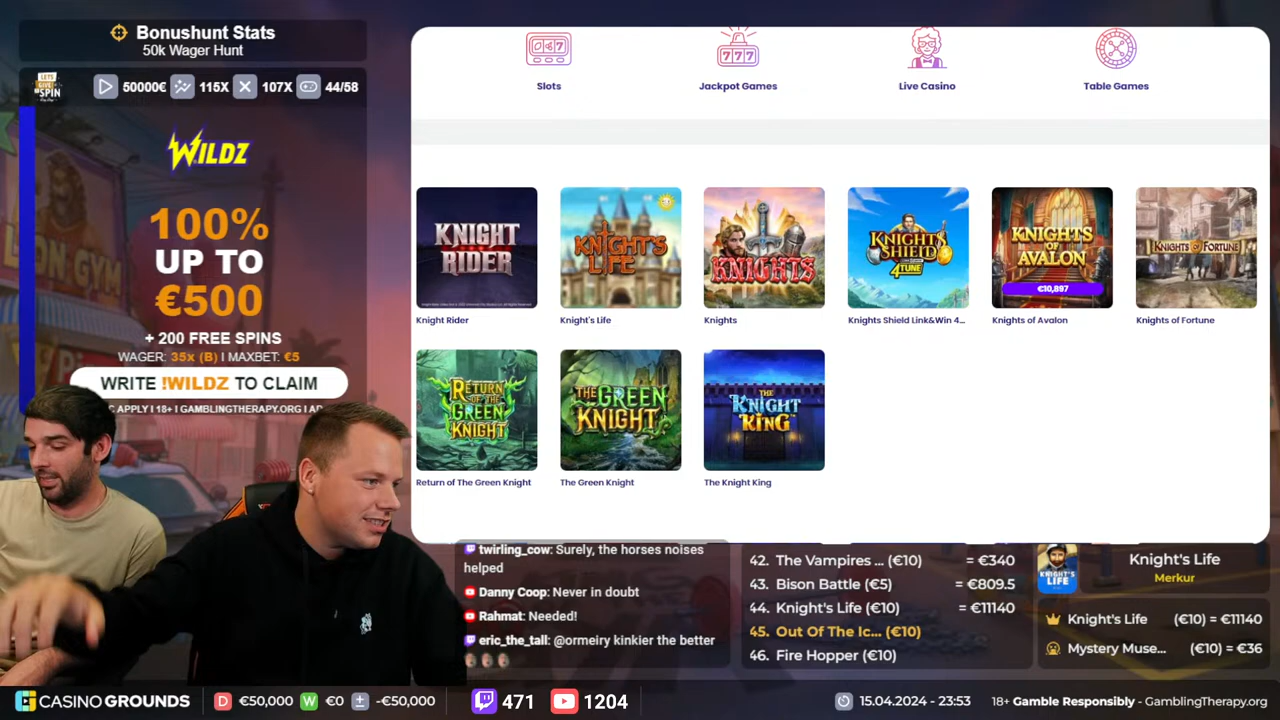 Bonushunt Stats
50k Wager Hunt
LETS
GIVE
SPIN
50000€ 115X 107X 44/58
WILDZ
100%
UP TO
€500
+ 200 FREE SPINS
WAGER: 35x (B) I MAXBET: €5
WRITE !WILDZ TO CLAIM
C APPLY I 18+ I GAMBLINGTHERAPY.ORG I AD
Slots
Jackpot Games
Live Casino
Table Games
KNIGHT
RIDER
KNIGHT'S
LIFE
KNIGHTS
KNIGHTS
SHIELD
4TUNE
KNIGHTS
OF
AVALON
€10,897
KNIGHTS OF FORTUNE
Knight Rider
Knight's Life
Knights
Knights Shield Link&Win 4...
Knights of Avalon
Knights of Fortune
RETURN
OF THE
GREEN
KNIGHT
THE GREEN
KNIGHT
THE
KNIGHT
KING
Return of The Green Knight
The Green Knight
The Knight King
twirling_cow: Surely, the horses noises
helped
Danny Coop: Never in doubt
Rahmat: Needed!
eric_the_tall: @ormeiry kinkier the better
42. The Vampires ... (€10) = €340
43. Bison Battle (€5) = €809.5
44. Knight's Life (€10) = €11140
45. Out Of The Ic... (€10)
46. Fire Hopper (€10)
KNIGHT'S
LIFE
Knight's Life
Merkur
Knight's Life (€10) = €11140
Mystery Muse... (€10) = €36
CASINOGROUNDS
D €50,000 W €0 ± -€50,000
471 1204
15.04.2024 - 23:53
18+ Gamble Responsibly - GamblingTherapy.org